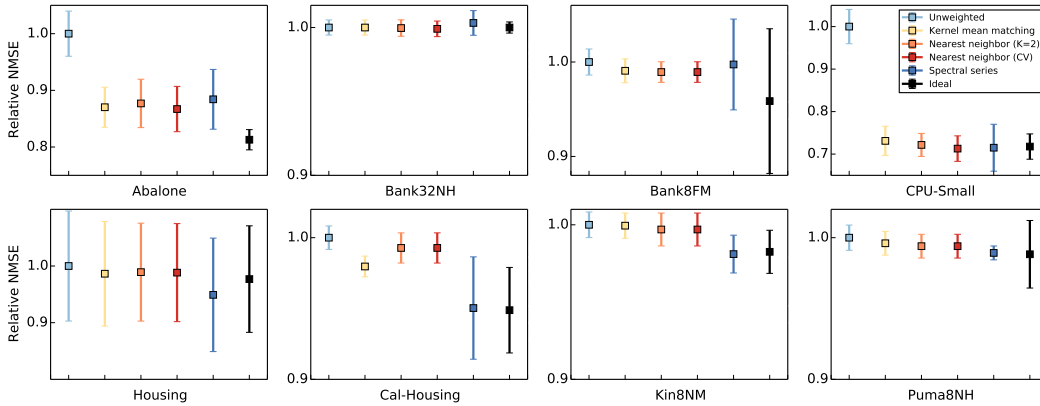 Relative NMSE
1.0
0.9
0.8
Abalone
1.0
0.9
Bank32NH
1.0
0.9
Bank8FM
1.0
0.9
0.8
0.7
CPU-Small
Unweighted
Kernel mean matching
Nearest neighbor (K=2)
Nearest neighbor (CV)
Spectral series
Ideal
Relative NMSE
1.0
0.9
Housing
1.0
0.9
Cal-Housing
1.0
0.9
Kin8NM
1.0
0.9
Puma8NH